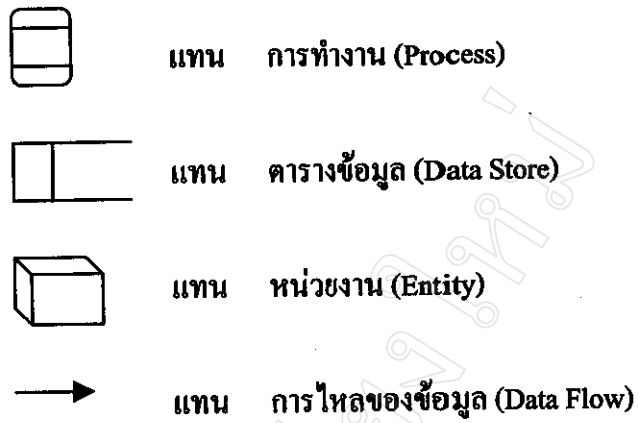 แทน การทำงาน (Process)
แทน ตารางข้อมูล (Data Store)
แทน หน่วยงาน (Entity)
แทน การไหลของข้อมูล (Data Flow)